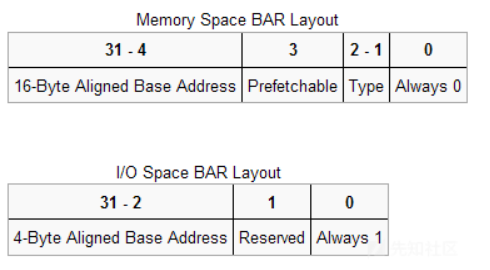 Memory Space BAR Layout
31 - 4 3 2 - 1 0
16-Byte Aligned Base Address Prefetchable Type Always 0
I/O Space BAR Layout
31 - 2 1 0
4-Byte Aligned Base Address Reserved Always 1
先知社区